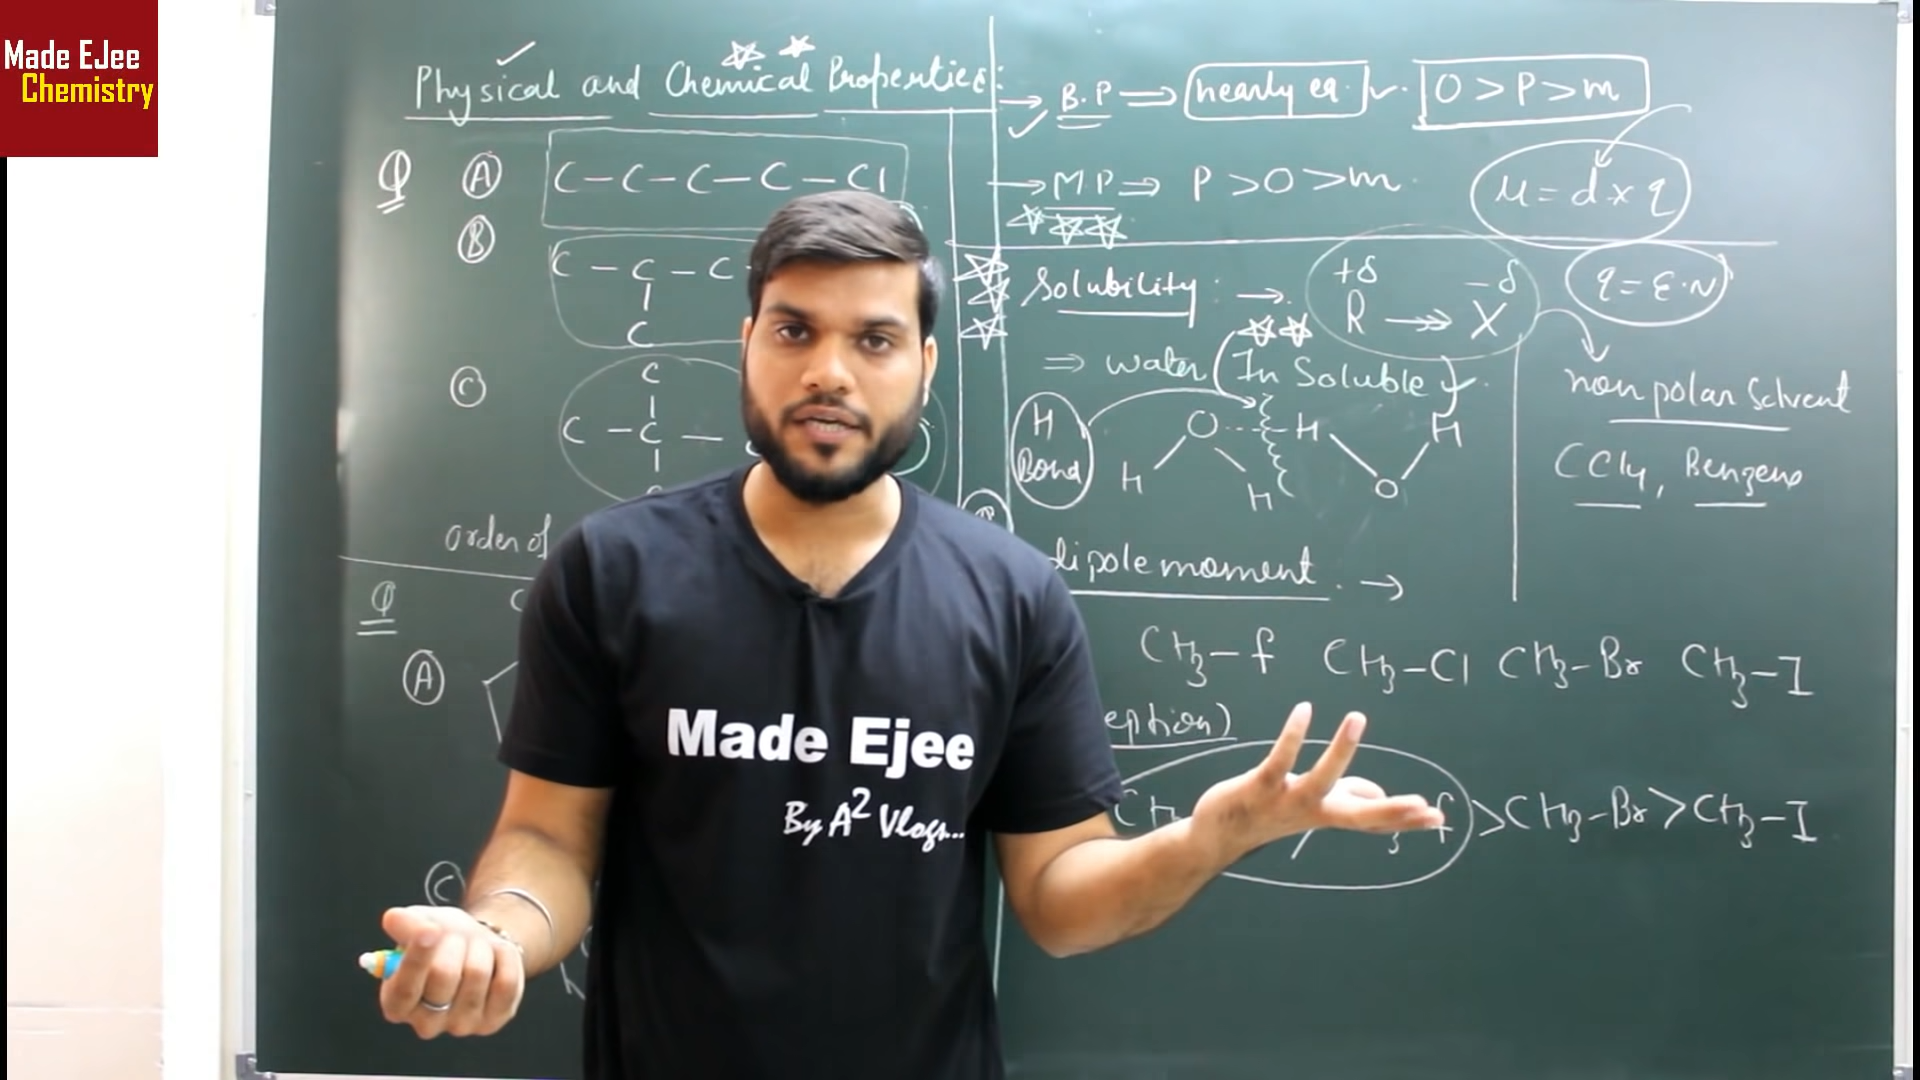 Made EJee
Chemistry
Physical and Chemical Properties:
Q
A
C-C-C-C-Cl
B
C-C-C
C
C
C
C-C-
order of
Q
C
A
C
→ B.P ⇒ nearly eq. O>P>m
→ M.P ⇒ P>O>m
μ=d×q
Solubility: → +δ -δ
R X
q=E·N
⇒ water (In Soluble)
non polar Solvent
CCl4, Benzene
H
Bond
O H H
H H O
dipole moment. →
CH3-f CH3-Cl CH3-Br CH3-I
eption)
CH3 f >CH3-Br>CH3-I
Made Ejee
By A2 Vlogs...